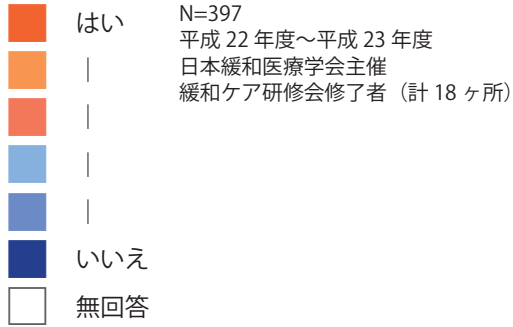 はい
｜
｜
｜
｜
いいえ
無回答
N=397
平成 22 年度～平成 23 年度
日本緩和医療学会主催
緩和ケア研修会修了者（計 18 ヶ所）